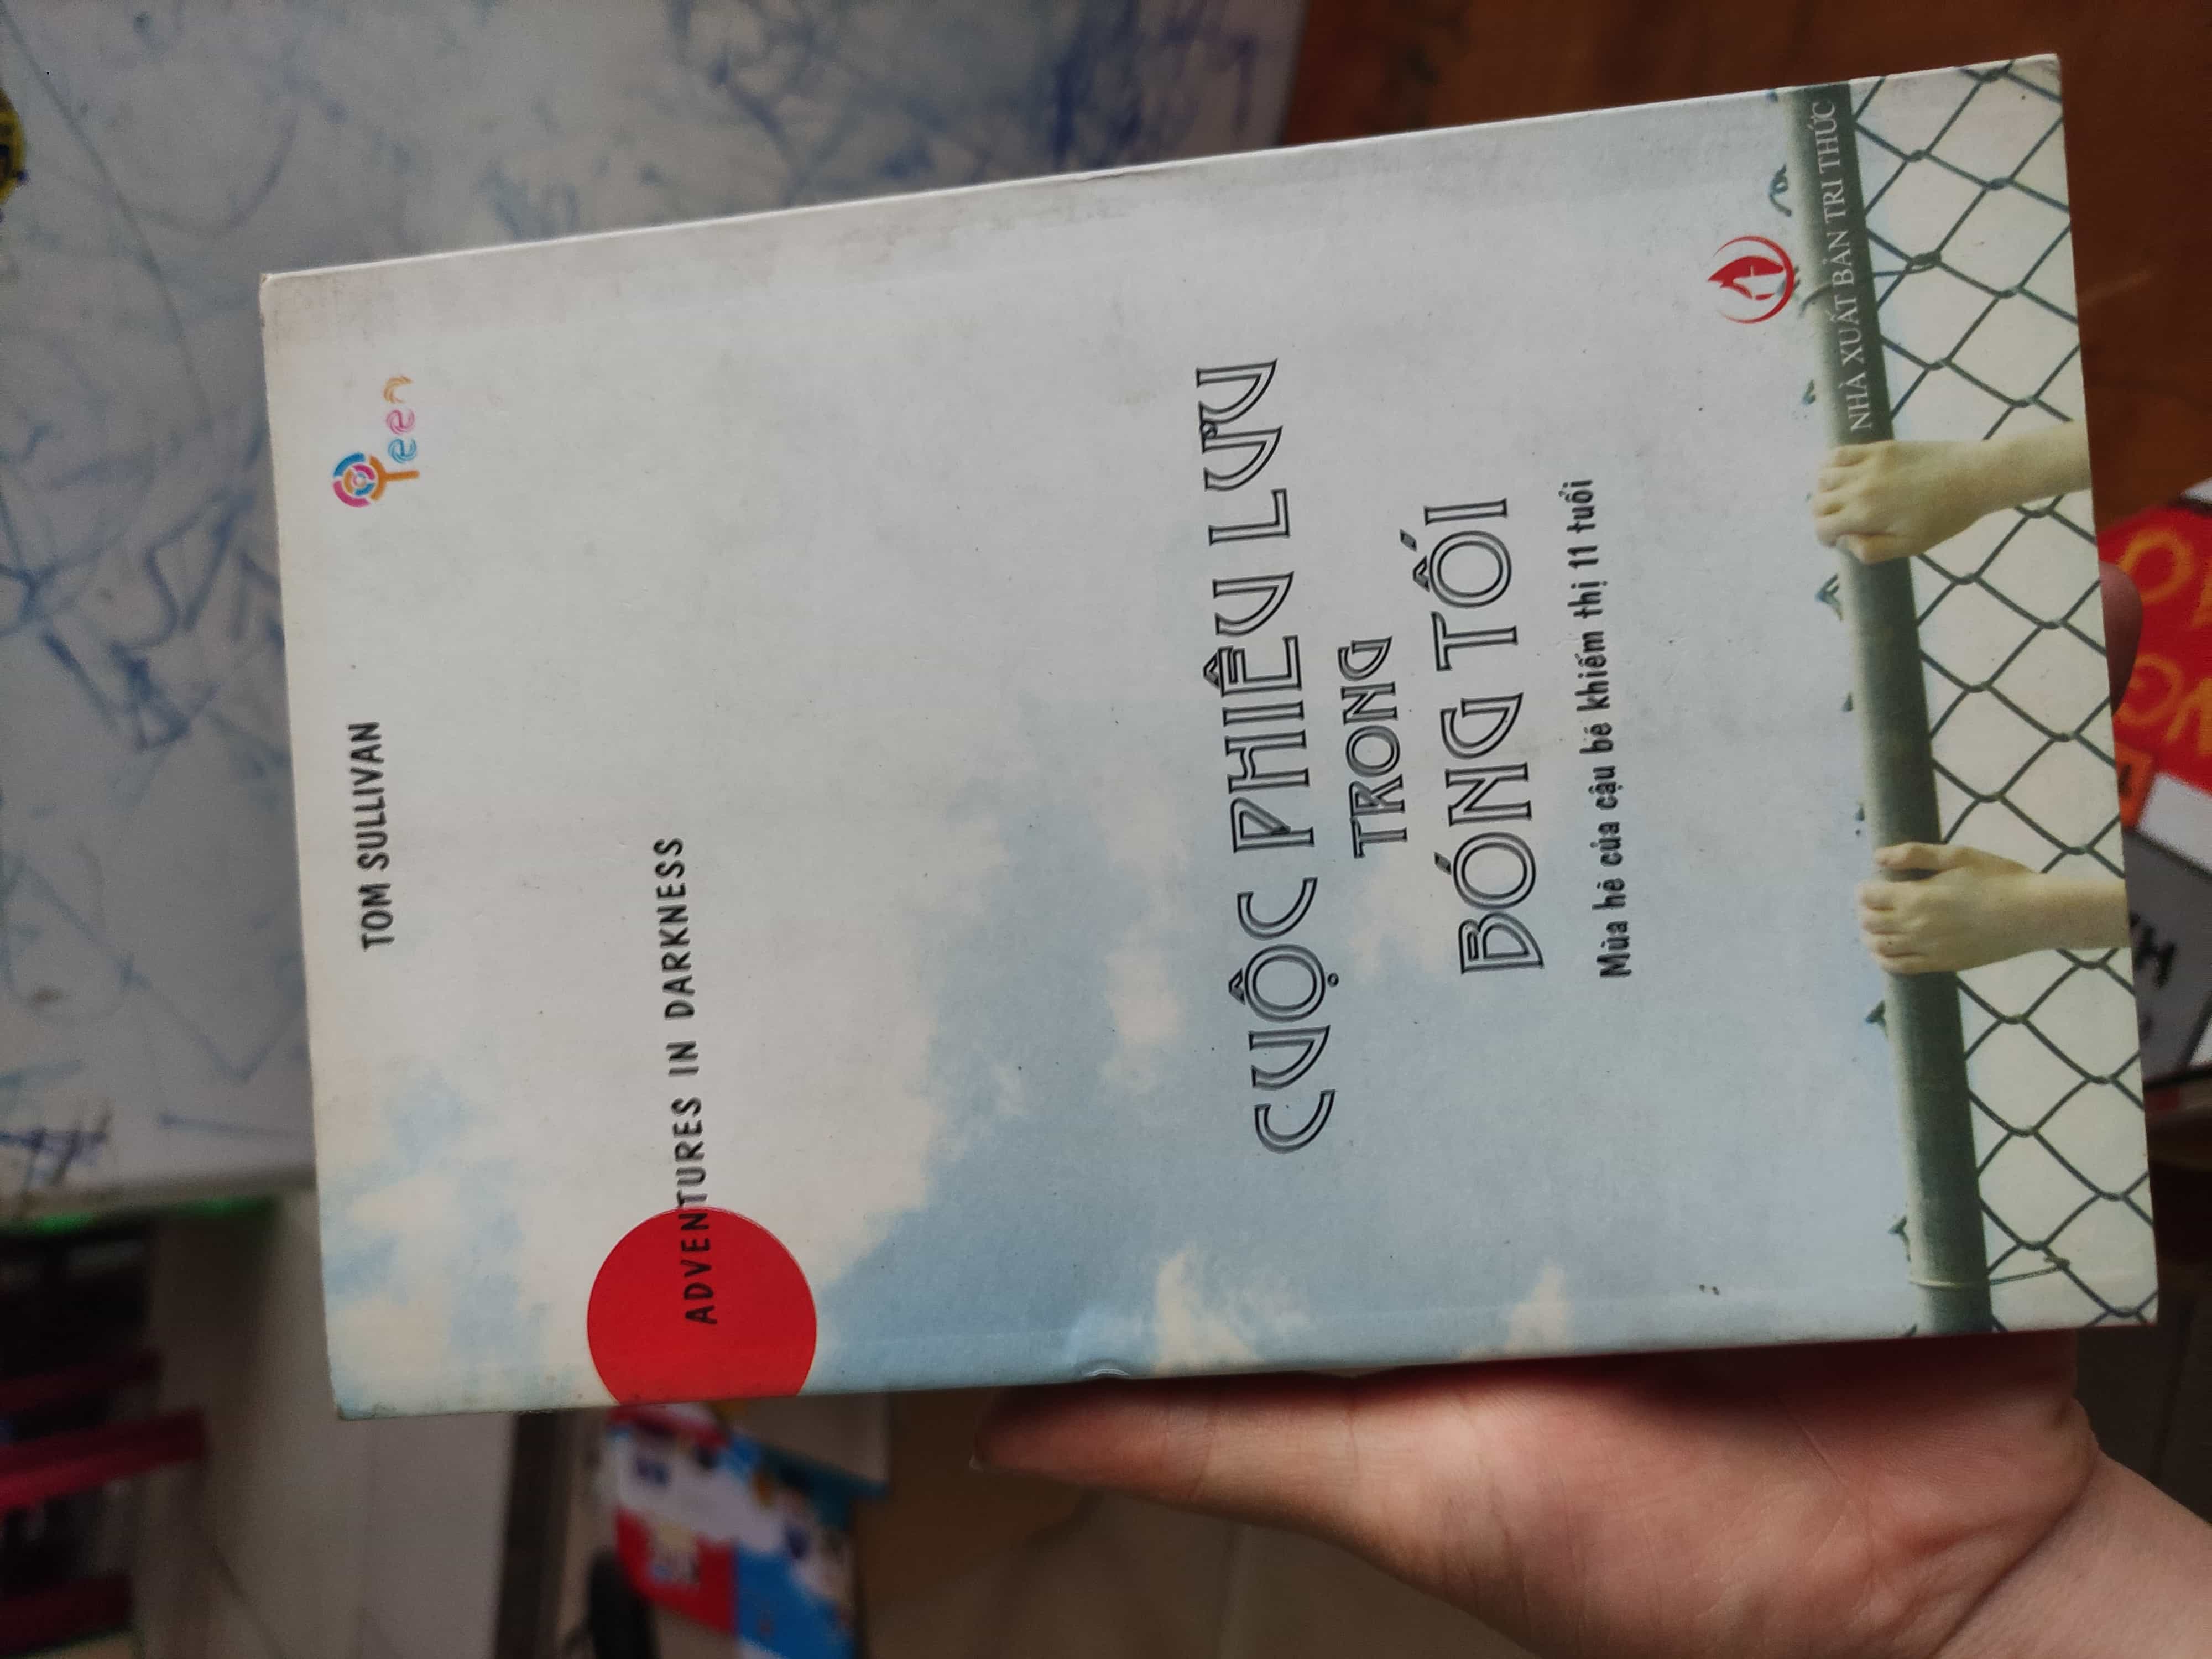 TOM SULLIVAN
Teen
ADVENTURES IN DARKNESS
CUỘC PHIÊU LƯU
TRONG
BÓNG TỐI
Mùa hè của cậu bé khiếm thị 11 tuổi
NHÀ XUẤT BẢN TRI THỨC